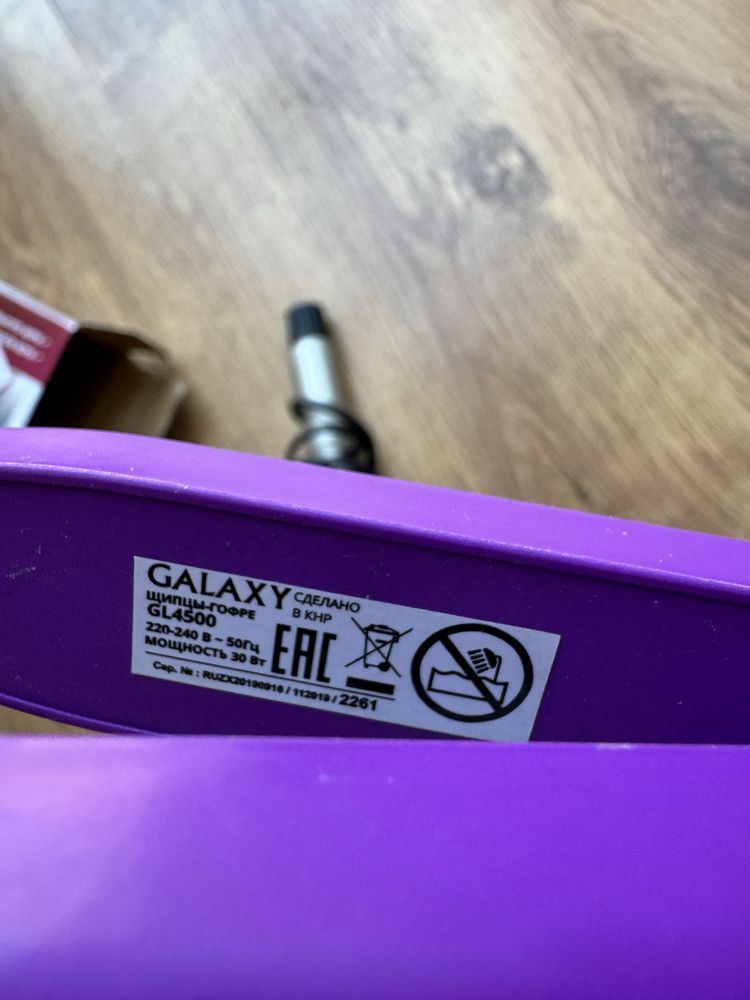 GALAXY СДЕЛАНО
В КНР
ЩИПЦЫ-ГОФРЕ
GL4500
220-240 В ~ 50Гц
МОЩНОСТЬ 30 Вт
EAC
Сер. № : RUZX20190916 / 112019 / 2261